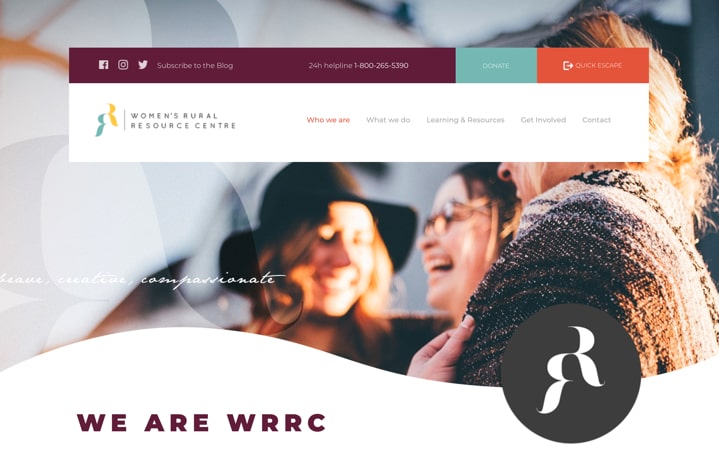 Subscribe to the Blog
24h helpline 1-800-265-5390
DONATE
QUICK ESCAPE
WOMEN'S RURAL
RESOURCE CENTRE
Who we are
What we do
Learning & Resources
Get Involved
Contact
brave, creative, compassionate
WE ARE WRRC